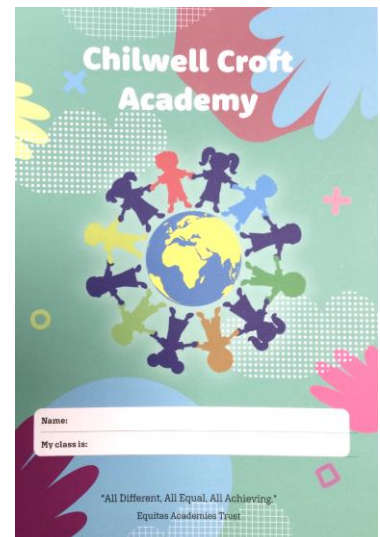 Chilwell Croft
Academy
Name:
My class is:
"All Different, All Equal, All Achieving."
Equitas Academies Trust